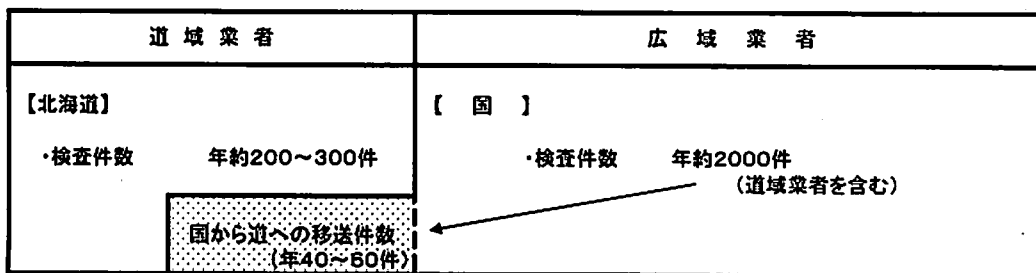 道域業者
広域業者
【北海道】
・検査件数 年約200～300件
国から道への移送件数
(年40～60件)
【 国 】
・検査件数 年約2000件
(道域業者を含む)